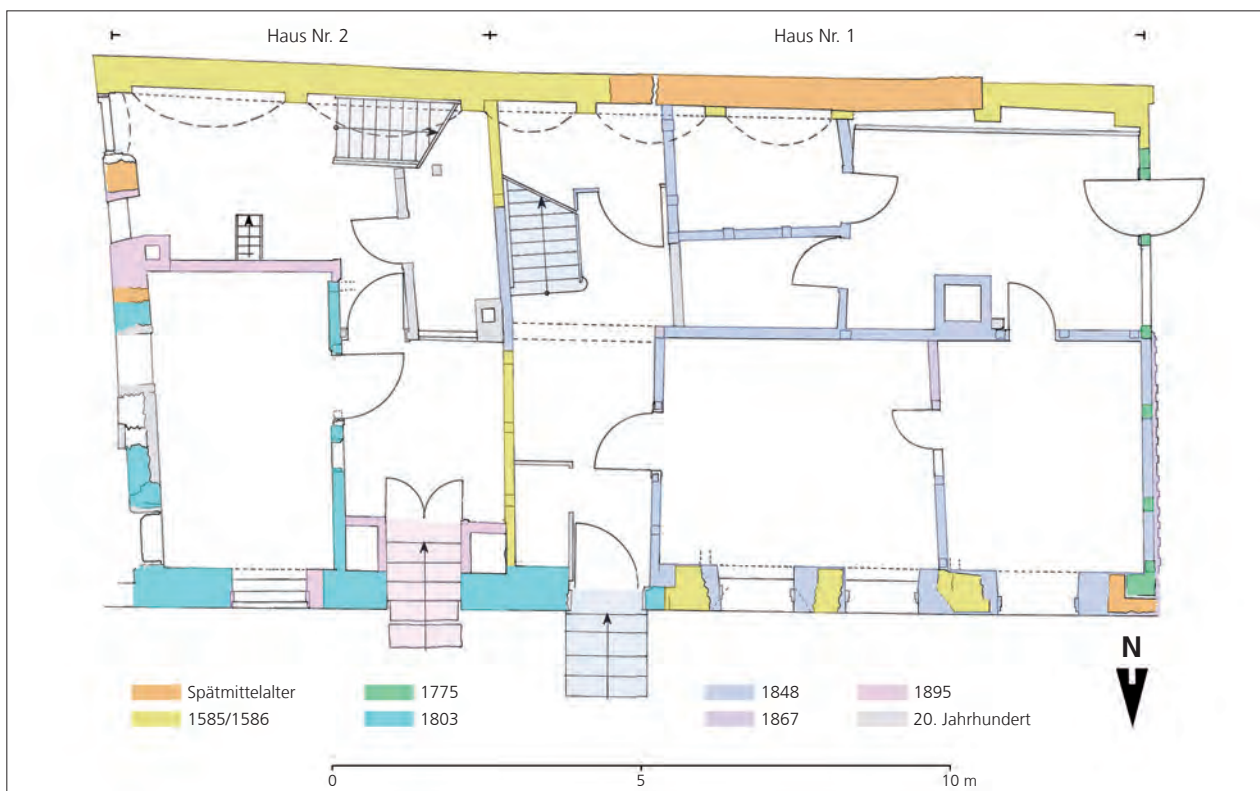 Haus Nr. 2 Haus Nr. 1
N
Spätmittelalter 1775 1848 1895
1585/1586 1803 1867 20. Jahrhundert
0 5 10 m